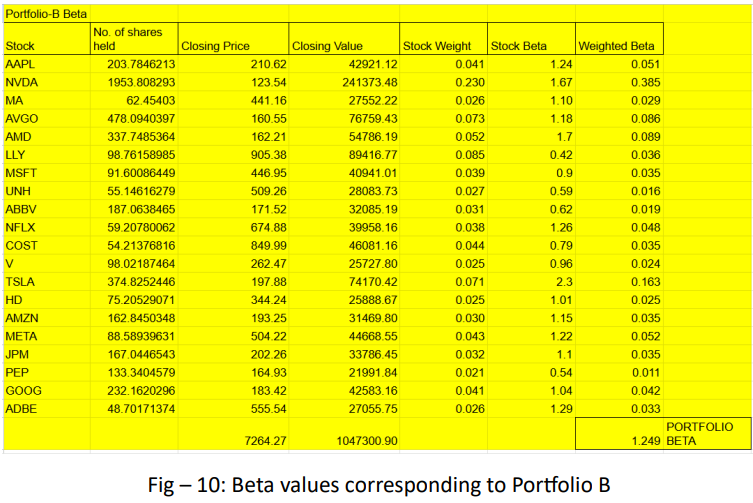 Portfolio-B Beta
Stock No. of shares held Closing Price Closing Value Stock Weight Stock Beta Weighted Beta
AAPL 203.7846213 210.62 42921.12 0.041 1.24 0.051
NVDA 1953.808293 123.54 241373.48 0.230 1.67 0.385
MA 62.45403 441.16 27552.22 0.026 1.10 0.029
AVGO 478.0940397 160.55 76759.43 0.073 1.18 0.086
AMD 337.7485364 162.21 54786.19 0.052 1.7 0.089
LLY 98.76158985 905.38 89416.77 0.085 0.42 0.036
MSFT 91.60086449 446.95 40941.01 0.039 0.9 0.035
UNH 55.14616279 509.26 28083.73 0.027 0.59 0.016
ABBV 187.0638465 171.52 32085.19 0.031 0.62 0.019
NFLX 59.20780062 674.88 39958.16 0.038 1.26 0.048
COST 54.21376816 849.99 46081.16 0.044 0.79 0.035
V 98.02187464 262.47 25727.80 0.025 0.96 0.024
TSLA 374.8252446 197.88 74170.42 0.071 2.3 0.163
HD 75.20529071 344.24 25888.67 0.025 1.01 0.025
AMZN 162.8450348 193.25 31469.80 0.030 1.15 0.035
META 88.58939631 504.22 44668.55 0.043 1.22 0.052
JPM 167.0446543 202.26 33786.45 0.032 1.1 0.035
PEP 133.3404579 164.93 21991.84 0.021 0.54 0.011
GOOG 232.1620296 183.42 42583.16 0.041 1.04 0.042
ADBE 48.70171374 555.54 27055.75 0.026 1.29 0.033
7264.27 1047300.90 1.249 PORTFOLIO BETA
Fig – 10: Beta values corresponding to Portfolio B